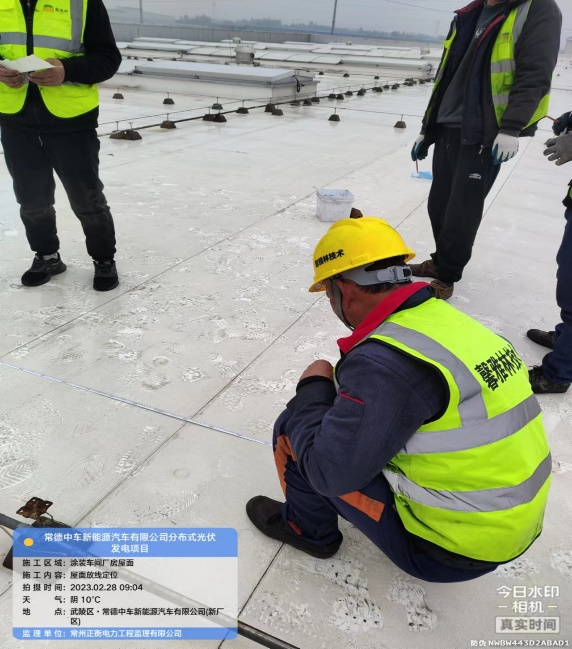 馨雅林技术
馨雅林技
常德中车新能源汽车有限公司分布式光伏
发电项目
施工区域：涂装车间厂房屋面
施工内容：屋面放线定位
拍摄时间：2023.02.28 09:04
天 气：阴 10℃
地 点：武陵区·常德中车新能源汽车有限公司(新厂
区)
监理单位：常州正衡电力工程监理有限公司
今日水印
相机
真实时间
防伪 NWBW443D2ABAD1